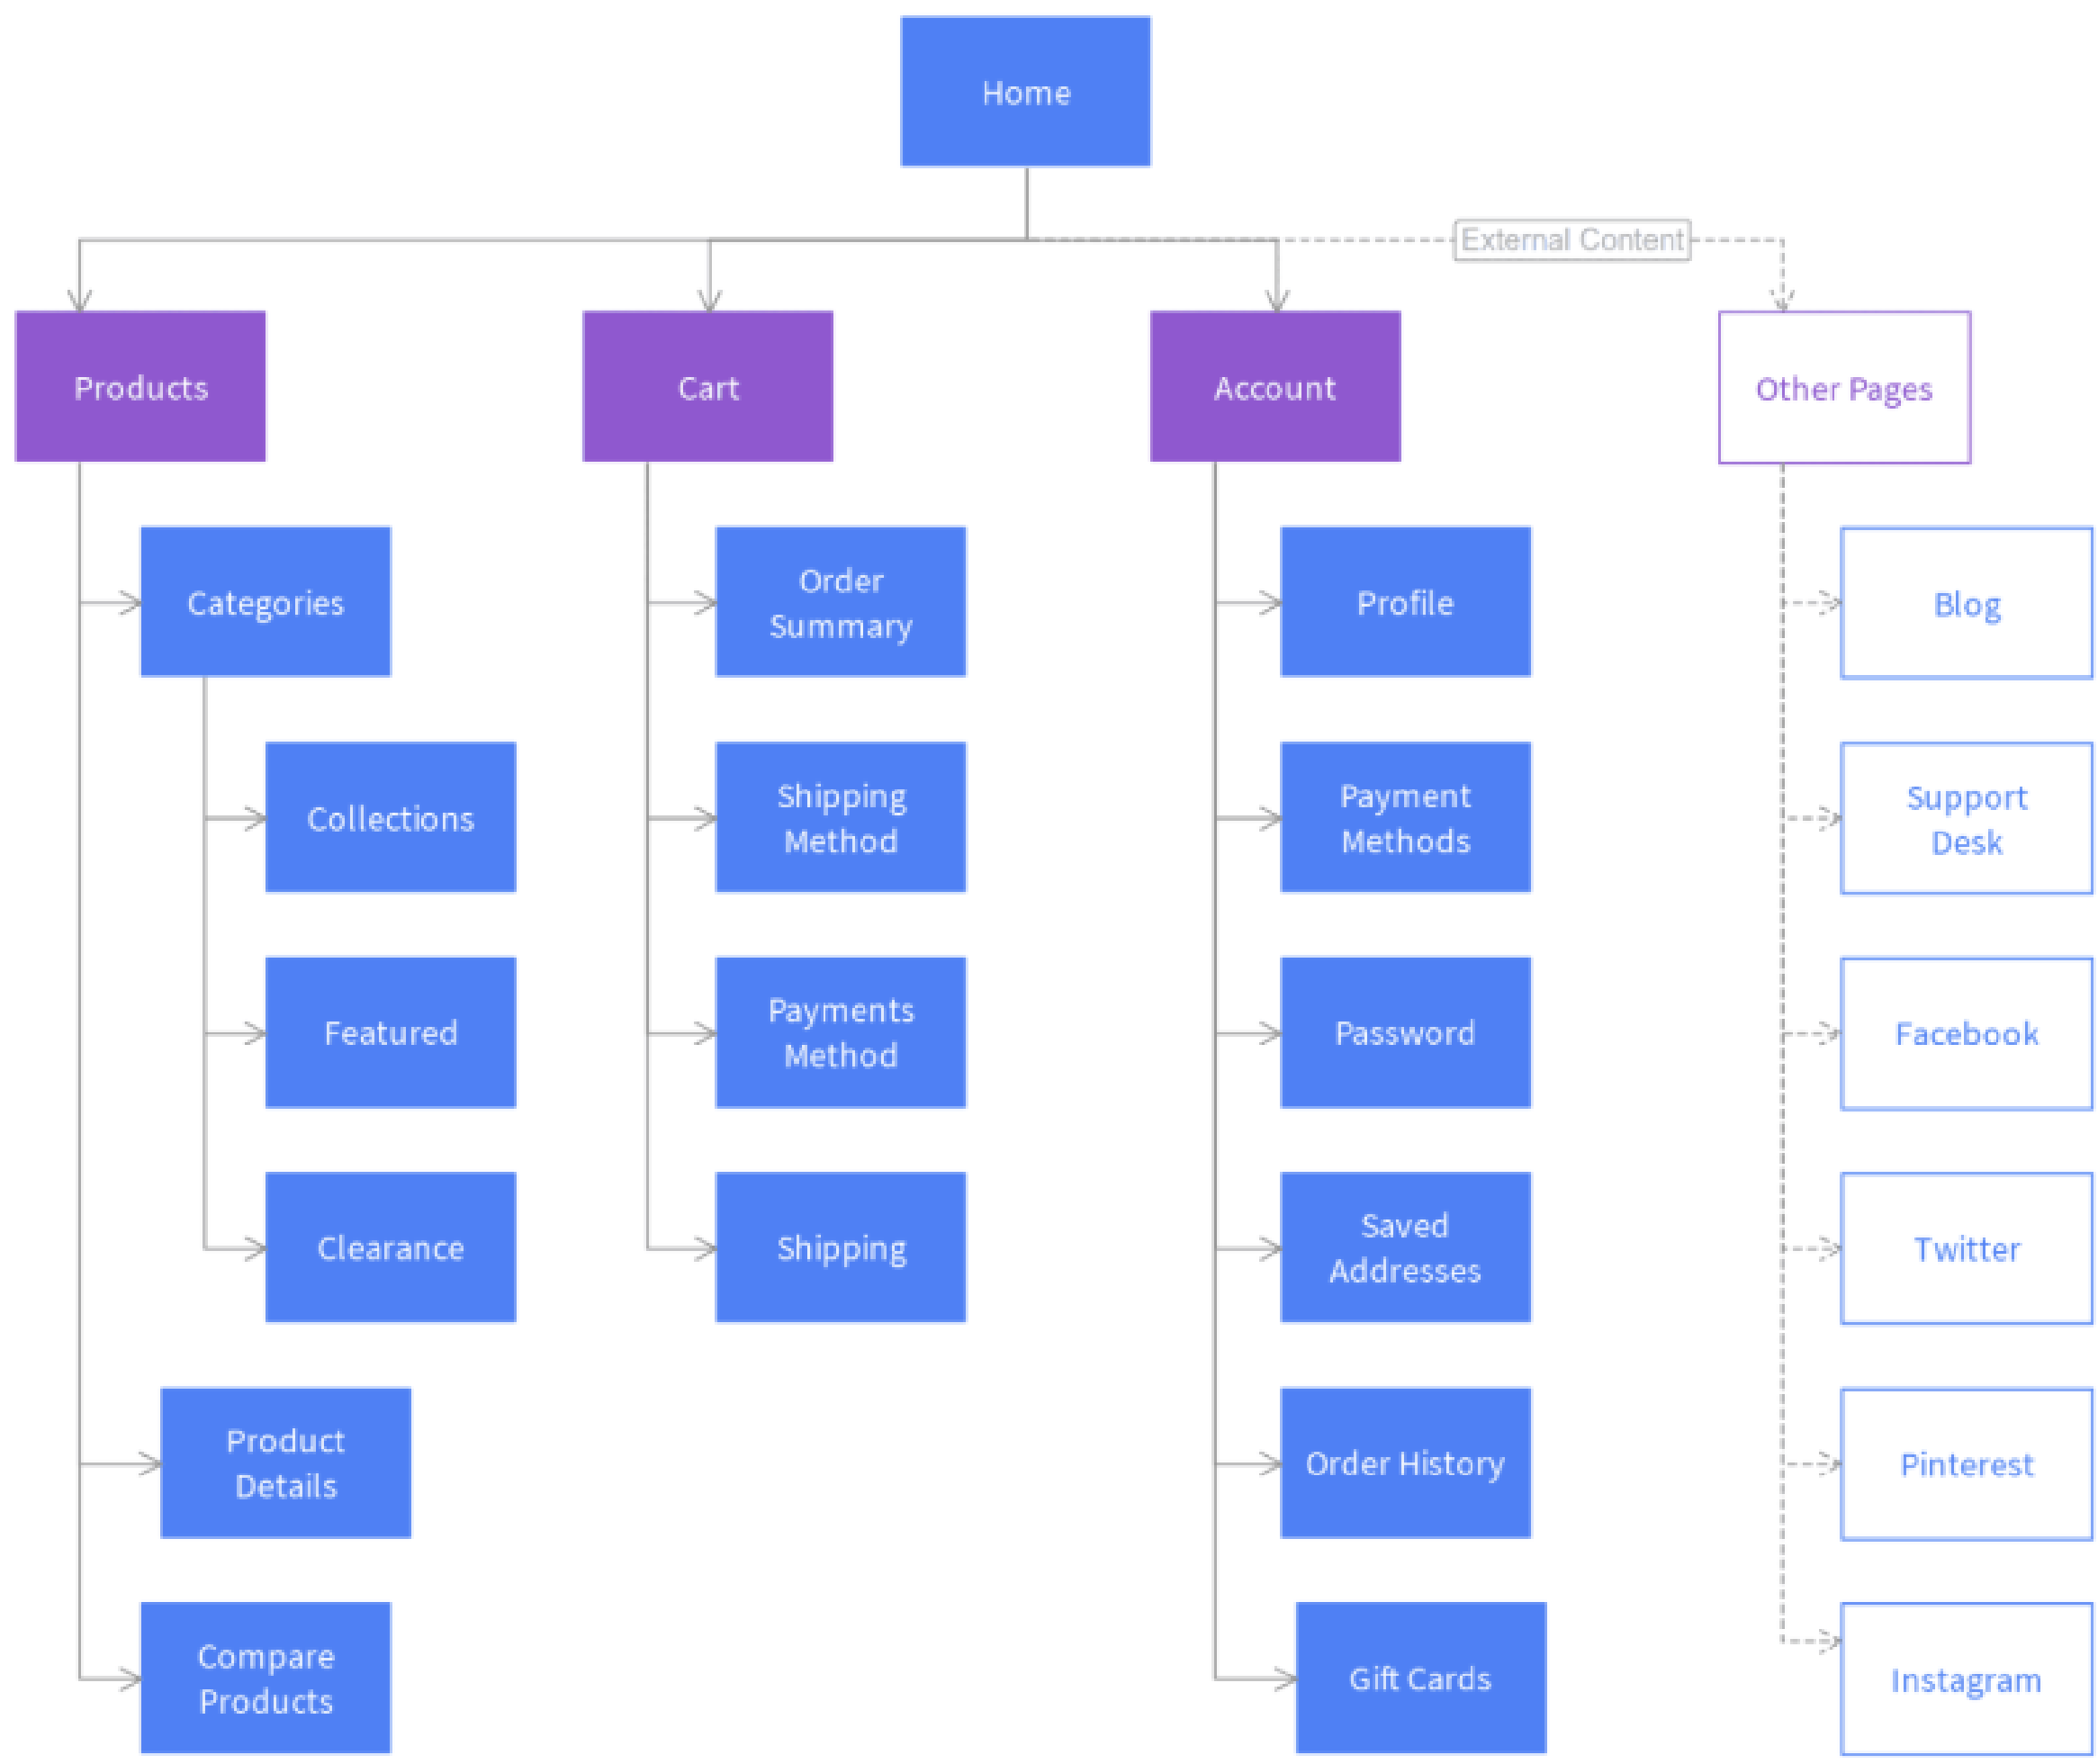 Home
External Content
Products
Cart
Account
Other Pages
Categories
Order
Summary
Profile
Blog
Collections
Shipping
Method
Payment
Methods
Support
Desk
Featured
Payments
Method
Password
Facebook
Clearance
Shipping
Saved
Addresses
Twitter
Product
Details
Order History
Pinterest
Compare
Products
Gift Cards
Instagram